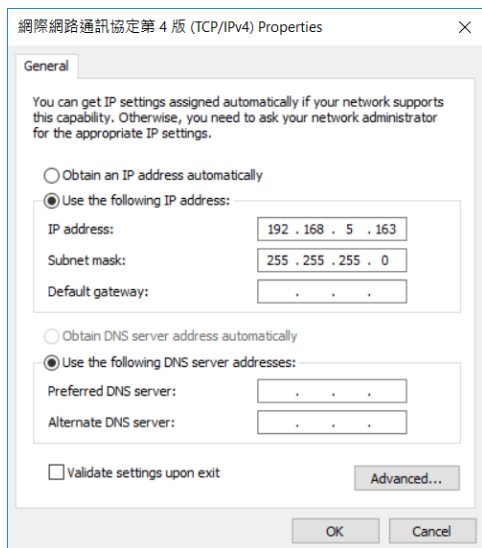 網際網路通訊協定第 4 版 (TCP/IPv4) Properties
General
You can get IP settings assigned automatically if your network supports
this capability. Otherwise, you need to ask your network administrator
for the appropriate IP settings.
Obtain an IP address automatically
Use the following IP address:
IP address: 192 . 168 . 5 . 163
Subnet mask: 255 . 255 . 255 . 0
Default gateway: . . .
Obtain DNS server address automatically
Use the following DNS server addresses:
Preferred DNS server: . . .
Alternate DNS server: . . .
Validate settings upon exit
Advanced...
OK Cancel